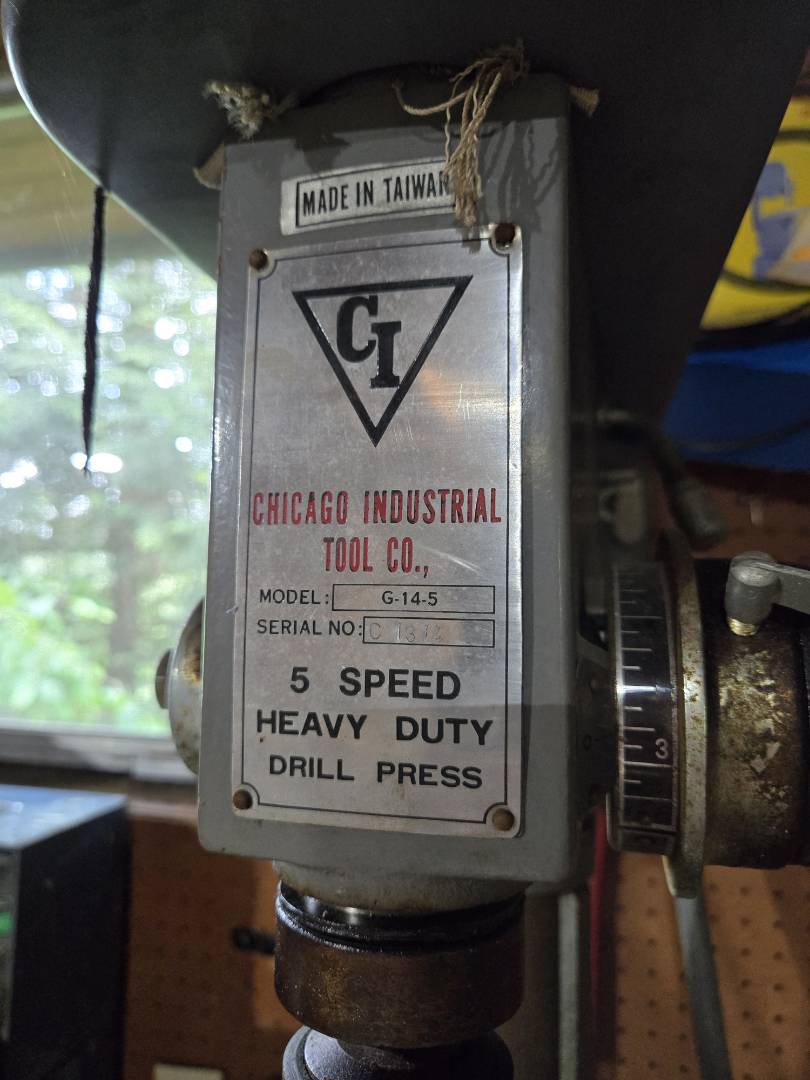 MADE IN TAIWAN
CI
CHICAGO INDUSTRIAL
TOOL CO.,
MODEL: G-14-5
SERIAL NO:
5 SPEED
HEAVY DUTY
DRILL PRESS
3